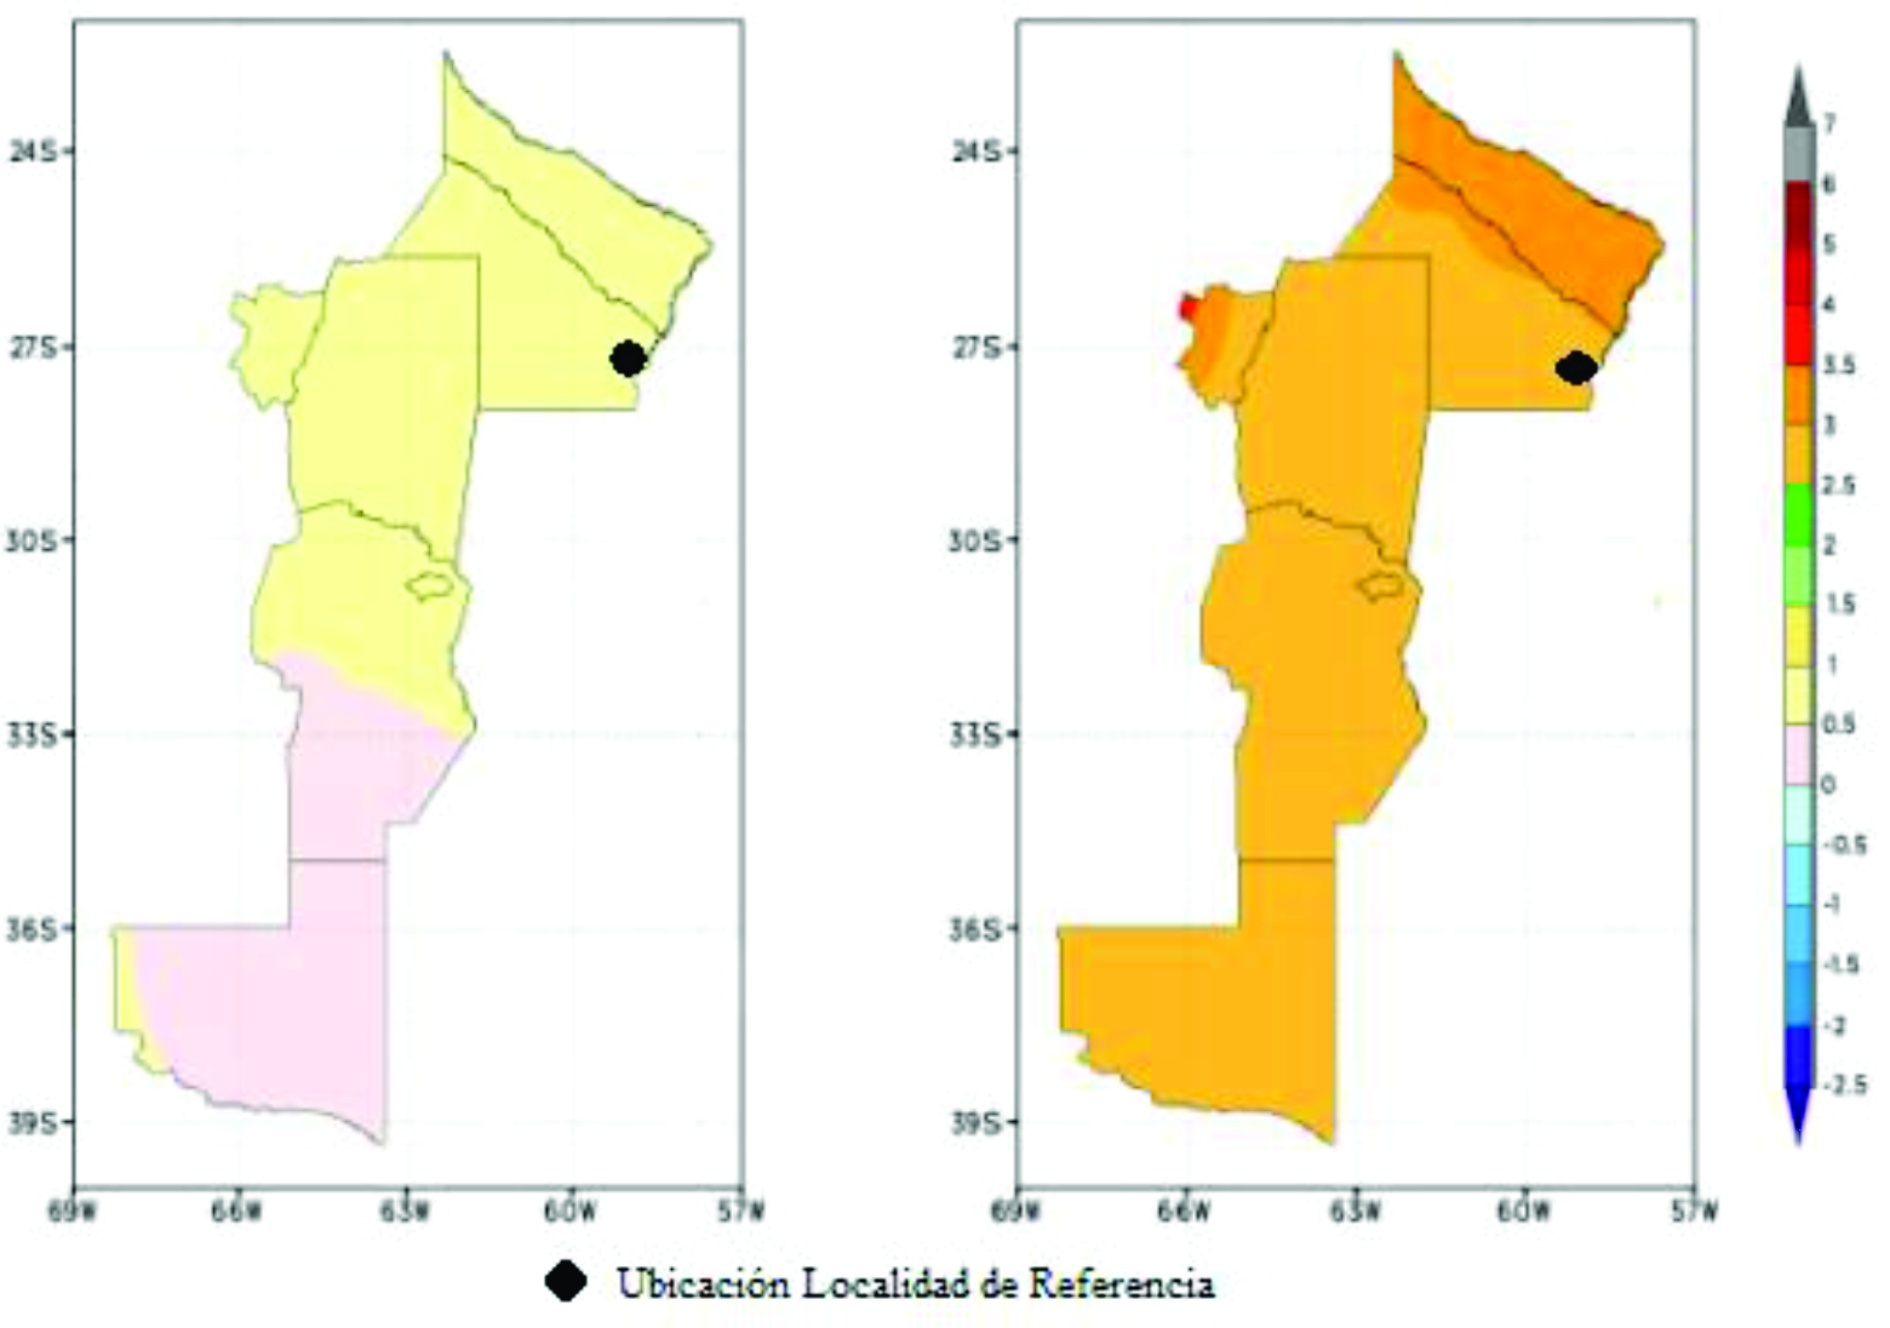 24S
27S
30S
33S
36S
39S
69W 66W 63W 60W 57W
24S
27S
30S
33S
36S
39S
69W 66W 63W 60W 57W
7
6
5
4
3.5
3
2.5
2
1.5
1
0.5
0
-0.5
-1
-1.5
-2
-2.5
Ubicación Localidad de Referencia